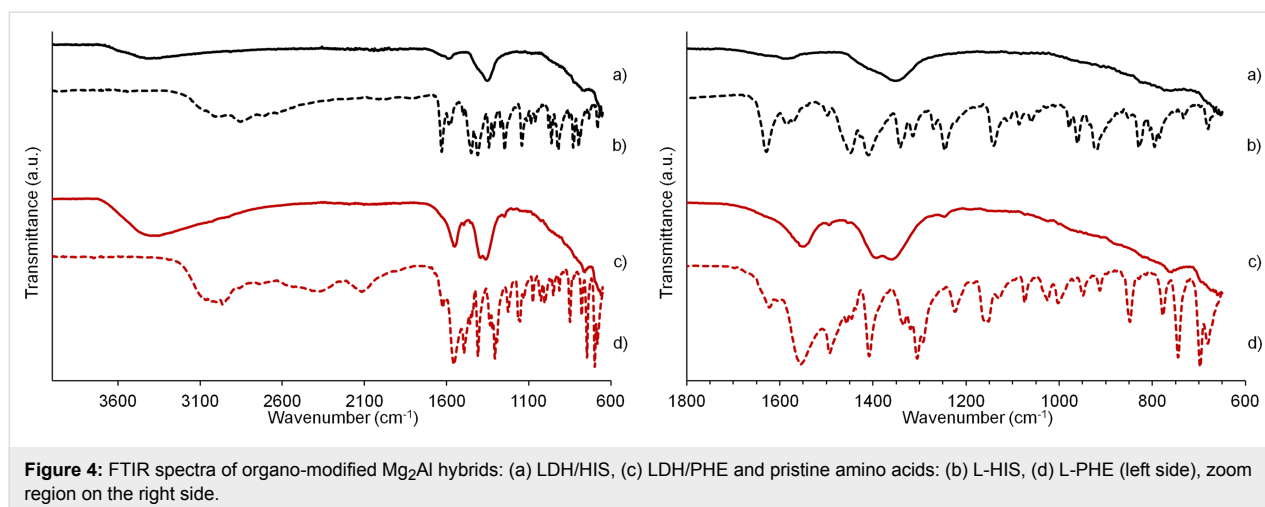 Transmittance (a.u.)
a)
b)
c)
d)
3600 3100 2600 2100 1600 1100 600
Wavenumber (cm⁻¹)
Transmittance (a.u.)
a)
b)
c)
d)
1800 1600 1400 1200 1000 800 600
Wavenumber (cm⁻¹)
Figure 4: FTIR spectra of organo-modified Mg₂Al hybrids: (a) LDH/HIS, (c) LDH/PHE and pristine amino acids: (b) L-HIS, (d) L-PHE (left side), zoom
region on the right side.